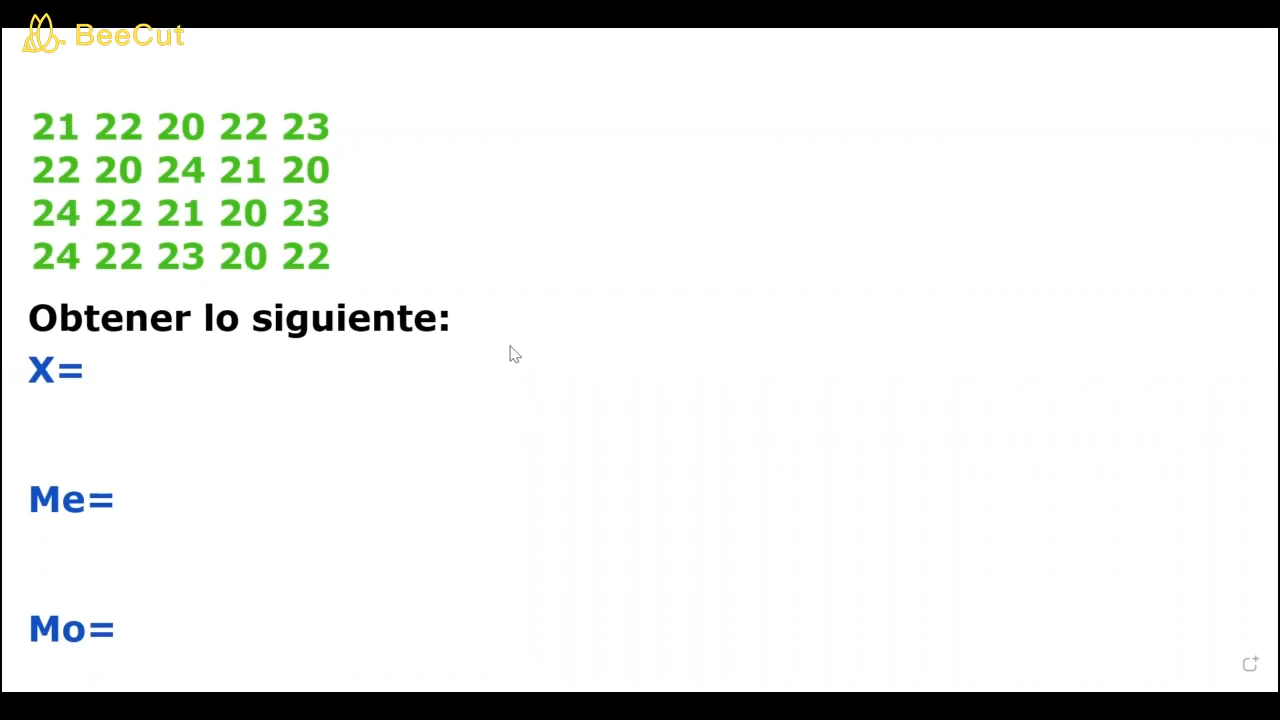 BeeCut
21 22 20 22 23
22 20 24 21 20
24 22 21 20 23
24 22 23 20 22
Obtener lo siguiente:
X=
Me=
Mo=